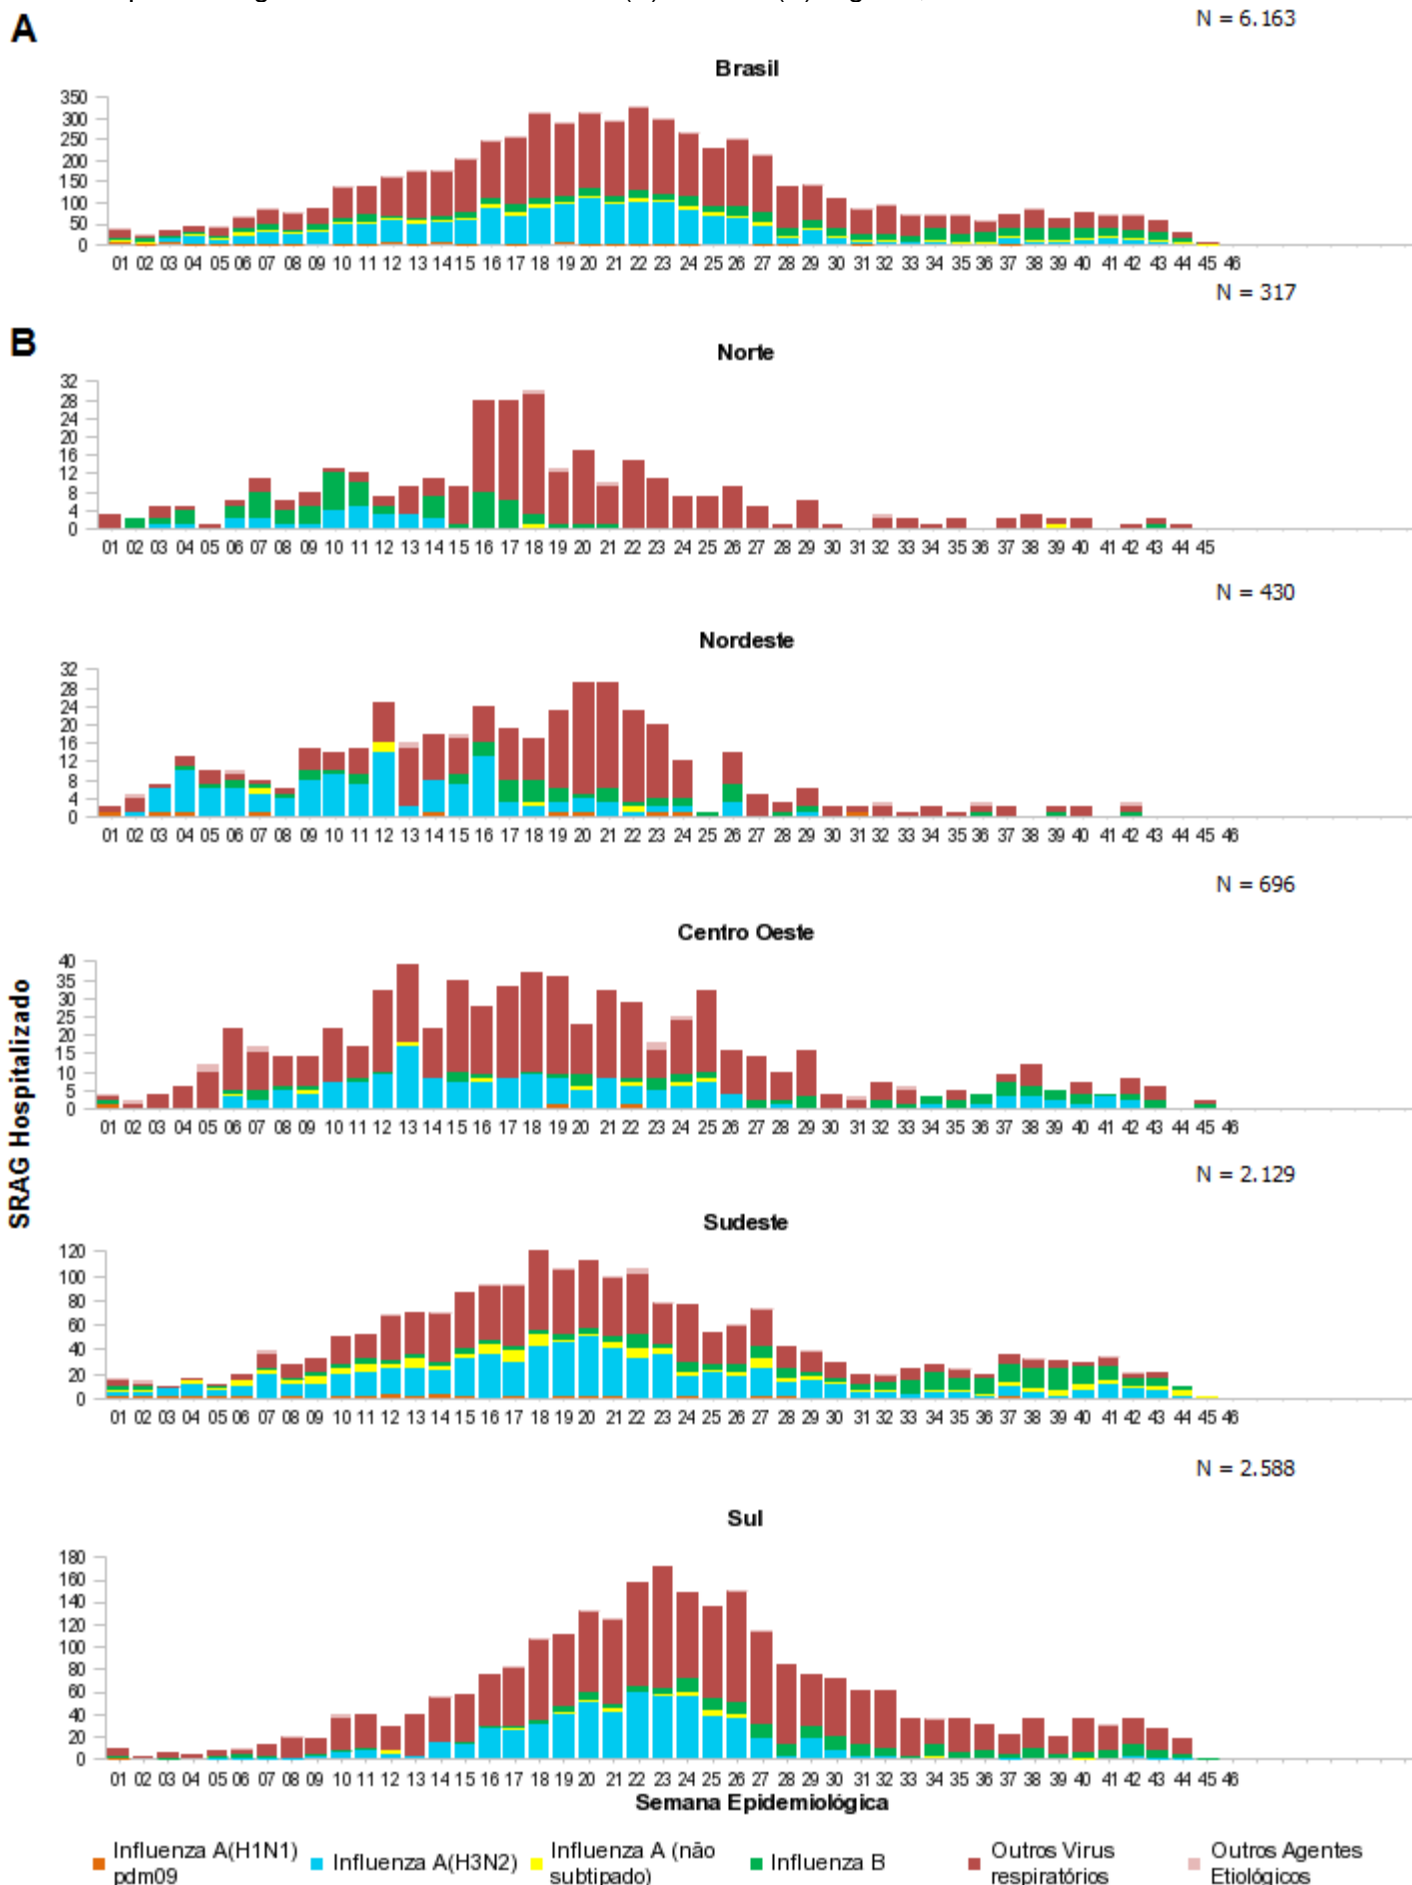 A
N = 6.163
Brasil
350
300
250
200
150
100
50
0
01 02 03 04 05 06 07 08 09 10 11 12 13 14 15 16 17 18 19 20 21 22 23 24 25 26 27 28 29 30 31 32 33 34 35 36 37 38 39 40 41 42 43 44 45 46
N = 317
B
Norte
32
28
24
20
16
12
8
4
0
01 02 03 04 05 06 07 08 09 10 11 12 13 14 15 16 17 18 19 20 21 22 23 24 25 26 27 28 29 30 31 32 33 34 35 36 37 38 39 40 41 42 43 44 45
N = 430
Nordeste
32
28
24
20
16
12
8
4
0
01 02 03 04 05 06 07 08 09 10 11 12 13 14 15 16 17 18 19 20 21 22 23 24 25 26 27 28 29 30 31 32 33 34 35 36 37 38 39 40 41 42 43 44 45 46
N = 696
Centro Oeste
40
35
30
25
20
15
10
5
0
01 02 03 04 05 06 07 08 09 10 11 12 13 14 15 16 17 18 19 20 21 22 23 24 25 26 27 28 29 30 31 32 33 34 35 36 37 38 39 40 41 42 43 44 45 46
SRAG Hospitalizado
N = 2.129
Sudeste
120
100
80
60
40
20
0
01 02 03 04 05 06 07 08 09 10 11 12 13 14 15 16 17 18 19 20 21 22 23 24 25 26 27 28 29 30 31 32 33 34 35 36 37 38 39 40 41 42 43 44 45 46
N = 2.588
Sul
180
160
140
120
100
80
60
40
20
0
01 02 03 04 05 06 07 08 09 10 11 12 13 14 15 16 17 18 19 20 21 22 23 24 25 26 27 28 29 30 31 32 33 34 35 36 37 38 39 40 41 42 43 44 45 46
Semana Epidemiológica
Influenza A(H1N1)
pdm09
Influenza A(H3N2)
Influenza A (não
subtipado)
Influenza B
Outros Virus
respiratórios
Outros Agentes
Etiológicos